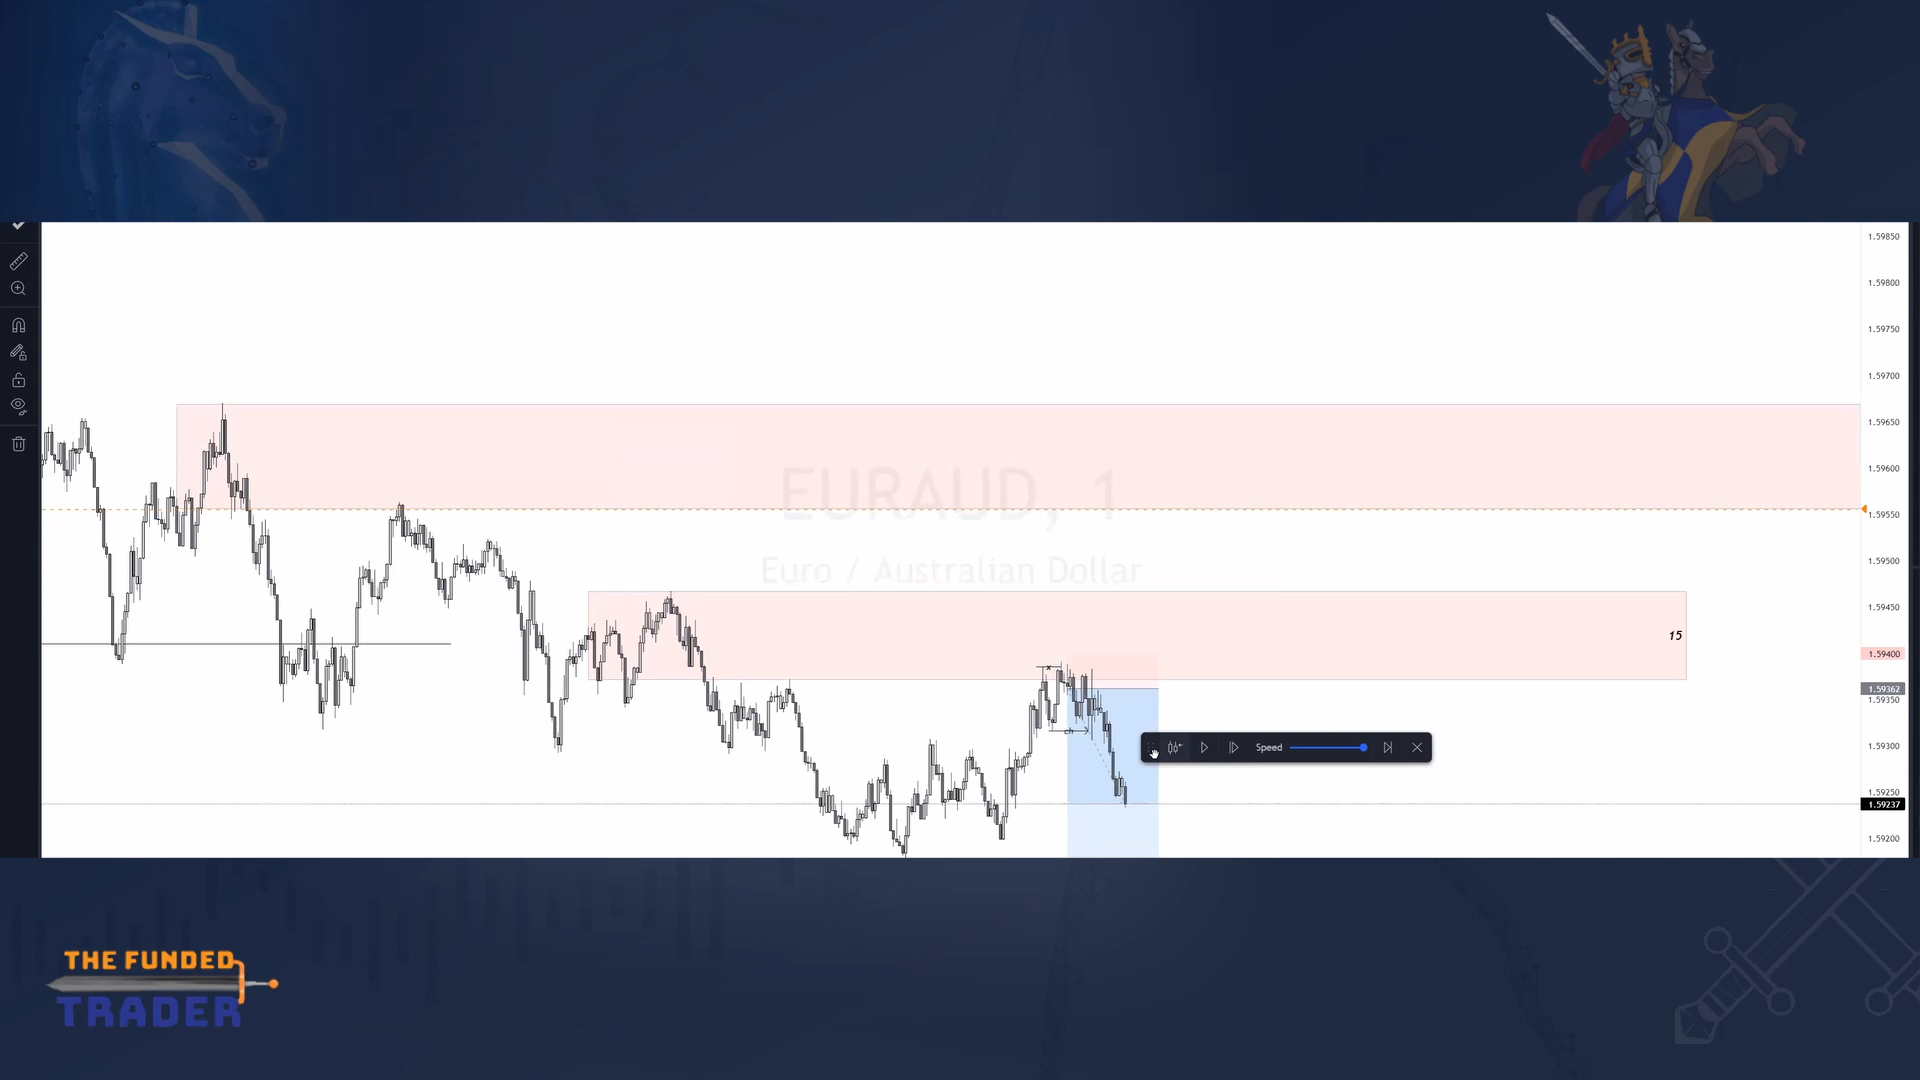 1.59850
1.59800
1.59750
1.59700
1.59650
1.59600
EURAUD, 1
1.59550
1.59500
Euro / Australian Dollar
1.59450
15
1.59400
x
1.59362
1.59350
ch
1.59300
Speed
1.59250
1.59237
1.59200
THE FUNDED
TRADER